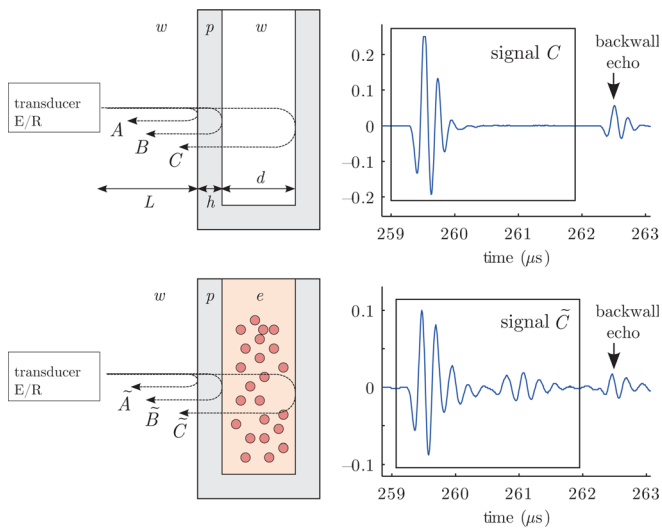 w p w
transducer
E/R
A
B
C
L h d
signal C
backwall
echo
0.2
0.1
0
−0.1
−0.2
259 260 261 262 263
time (μs)
w p e
transducer
E/R
Ã
B̃
C̃
signal C̃
backwall
echo
0.1
0
−0.1
259 260 261 262 263
time (μs)